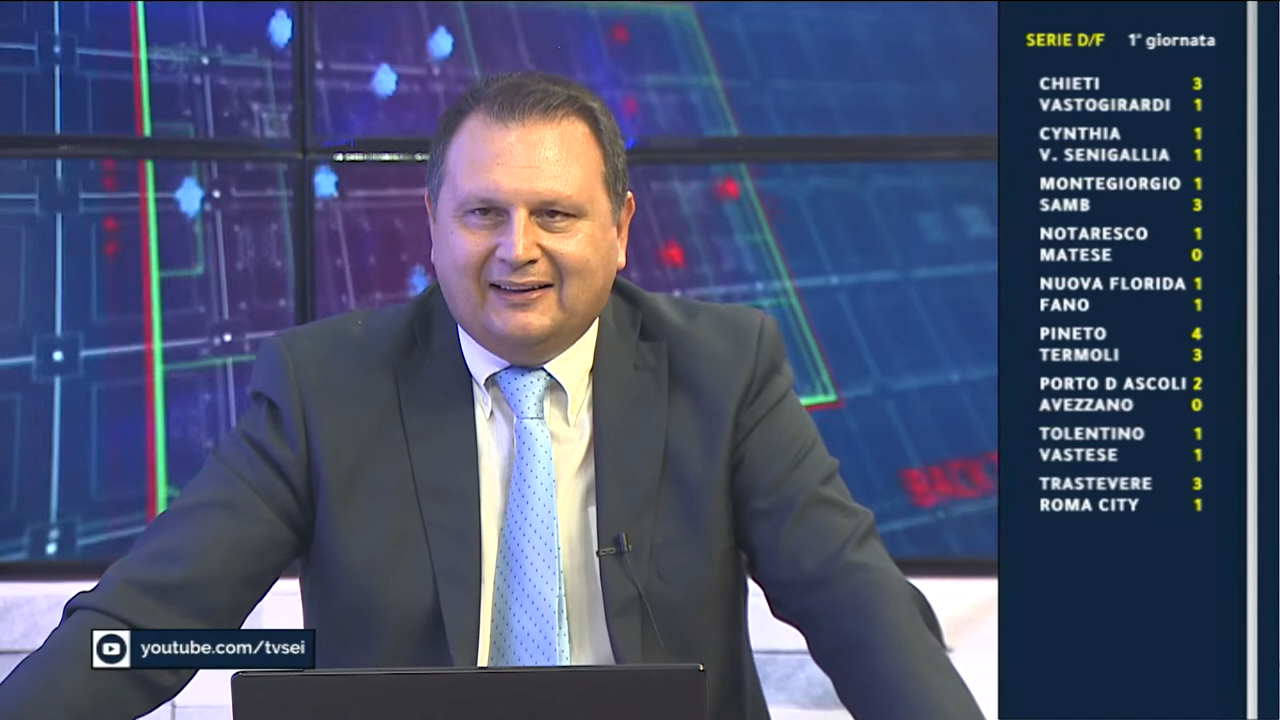 SERIE D/F 1ª giornata
CHIETI 3
VASTOGIRARDI 1
CYNTHIA 1
V. SENIGALLIA 1
MONTEGIORGIO 1
SAMB 3
NOTARESCO 1
MATESE 0
NUOVA FLORIDA 1
FANO 1
PINETO 4
TERMOLI 3
PORTO D ASCOLI 2
AVEZZANO 0
TOLENTINO 1
VASTESE 1
TRASTEVERE 3
ROMA CITY 1
youtube.com/tvsei